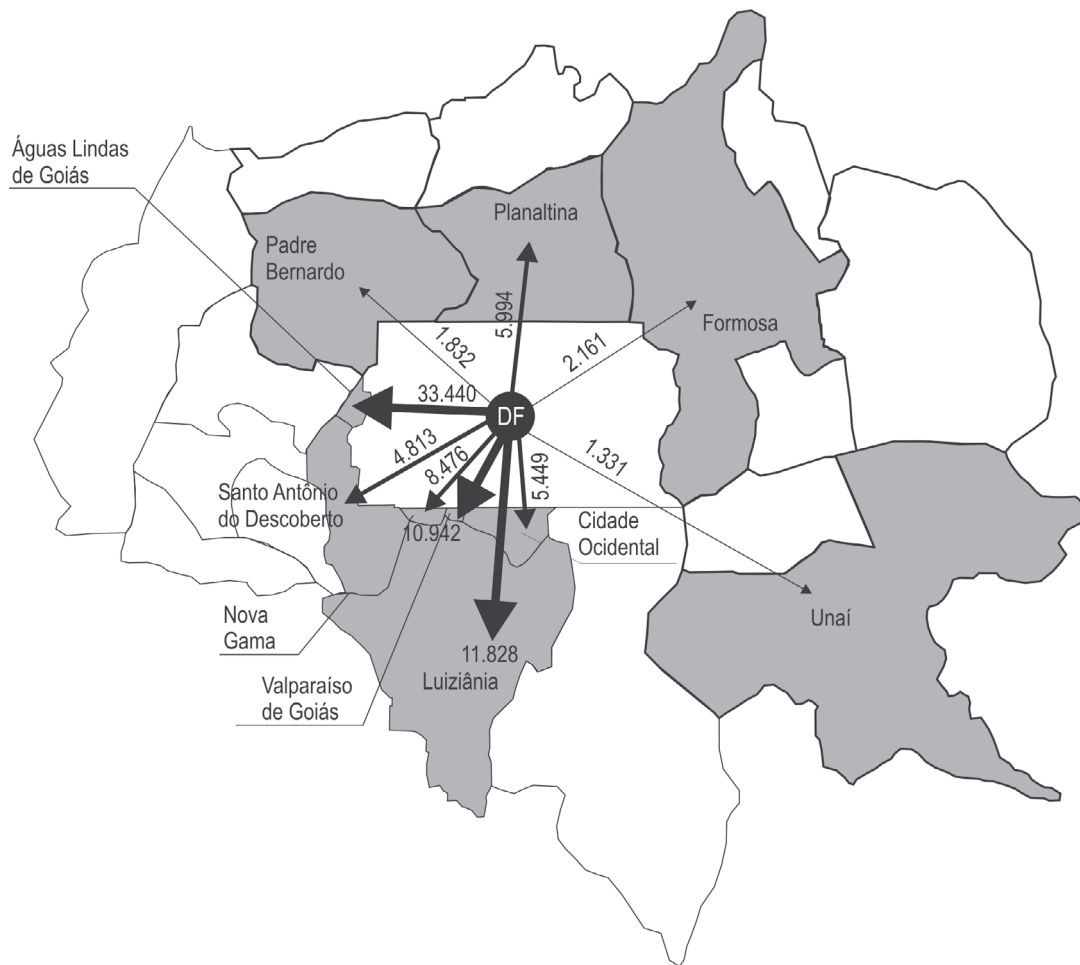 Águas Lindas
de Goiás
Planaltina
Padre
Bernardo
5.994
Formosa
1.832
2.161
33.440
DF
4.813
8.476
5.449
1.331
Santo Antônio
do Descoberto
10.942
Cidade
Ocidental
Nova
Gama
Unaí
11.828
Luiziânia
Valparaíso
de Goiás